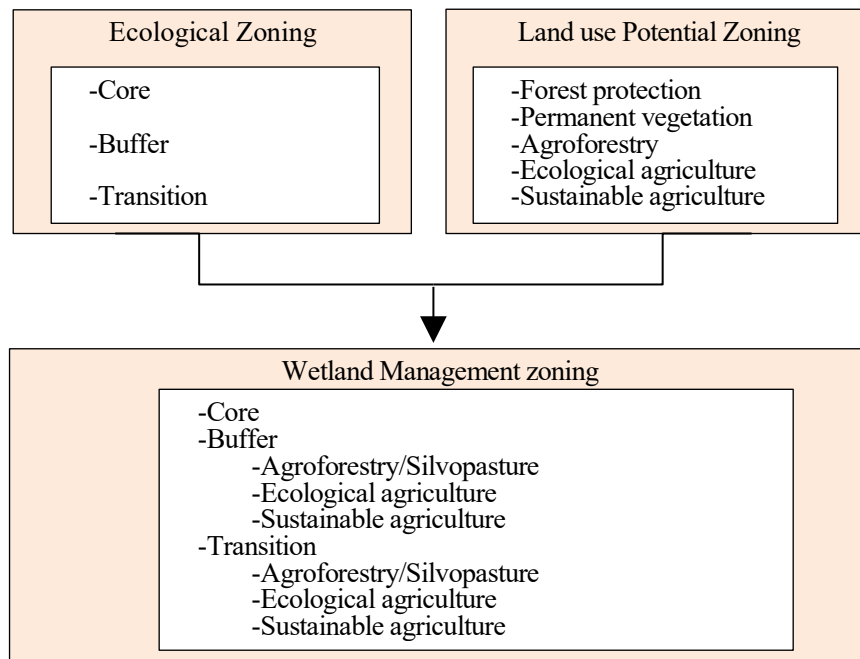 Ecological Zoning
-Core
-Buffer
-Transition
Land use Potential Zoning
-Forest protection
-Permanent vegetation
-Agroforestry
-Ecological agriculture
-Sustainable agriculture
Wetland Management zoning
-Core
-Buffer
-Agroforestry/Silvopasture
-Ecological agriculture
-Sustainable agriculture
-Transition
-Agroforestry/Silvopasture
-Ecological agriculture
-Sustainable agriculture